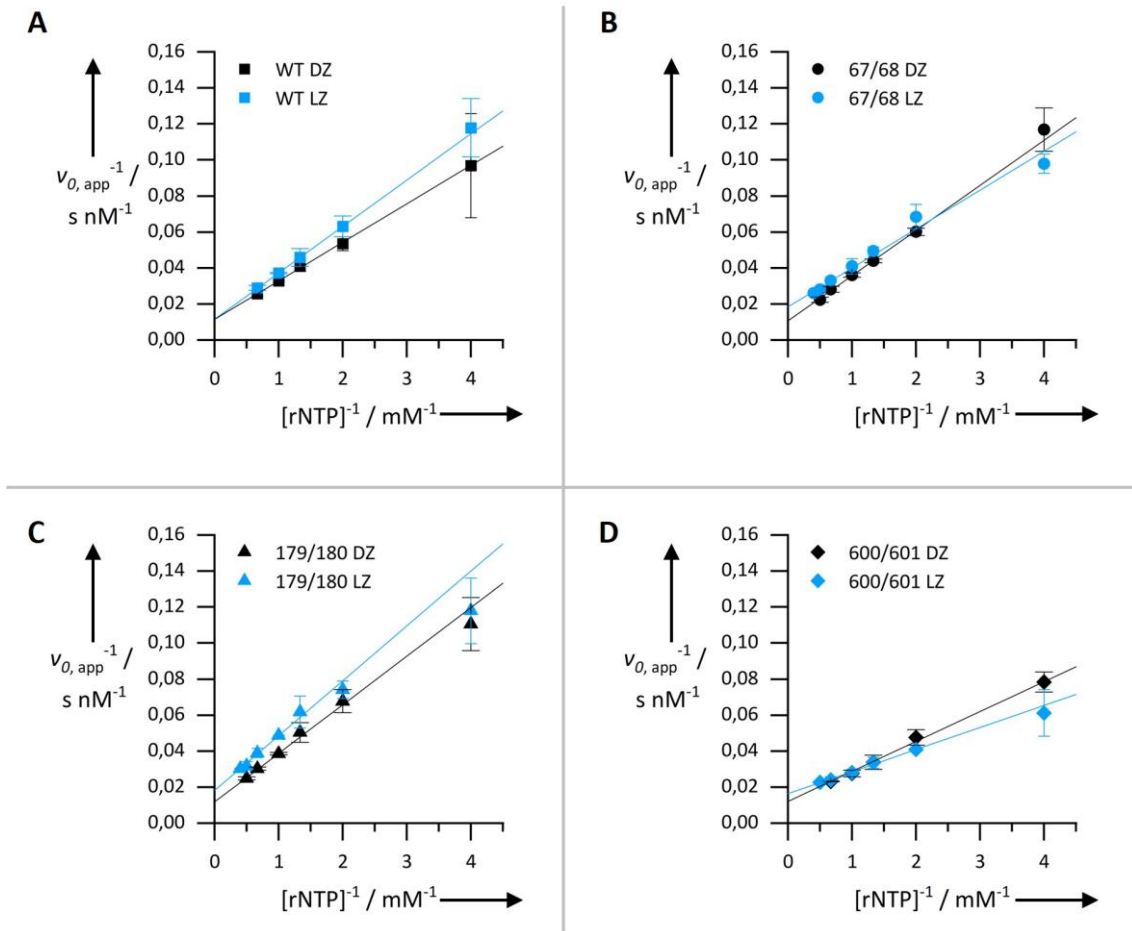 A
0,16
0,14
0,12
0,10
0,08
0,06
0,04
0,02
0,00
v0, app-1 /
s nM-1
WT DZ
WT LZ
0 1 2 3 4
[rNTP]-1 / mM-1
B
0,16
0,14
0,12
0,10
0,08
0,06
0,04
0,02
0,00
v0, app-1 /
s nM-1
67/68 DZ
67/68 LZ
0 1 2 3 4
[rNTP]-1 / mM-1
C
0,16
0,14
0,12
0,10
0,08
0,06
0,04
0,02
0,00
v0, app-1 /
s nM-1
179/180 DZ
179/180 LZ
0 1 2 3 4
[rNTP]-1 / mM-1
D
0,16
0,14
0,12
0,10
0,08
0,06
0,04
0,02
0,00
v0, app-1 /
s nM-1
600/601 DZ
600/601 LZ
0 1 2 3 4
[rNTP]-1 / mM-1